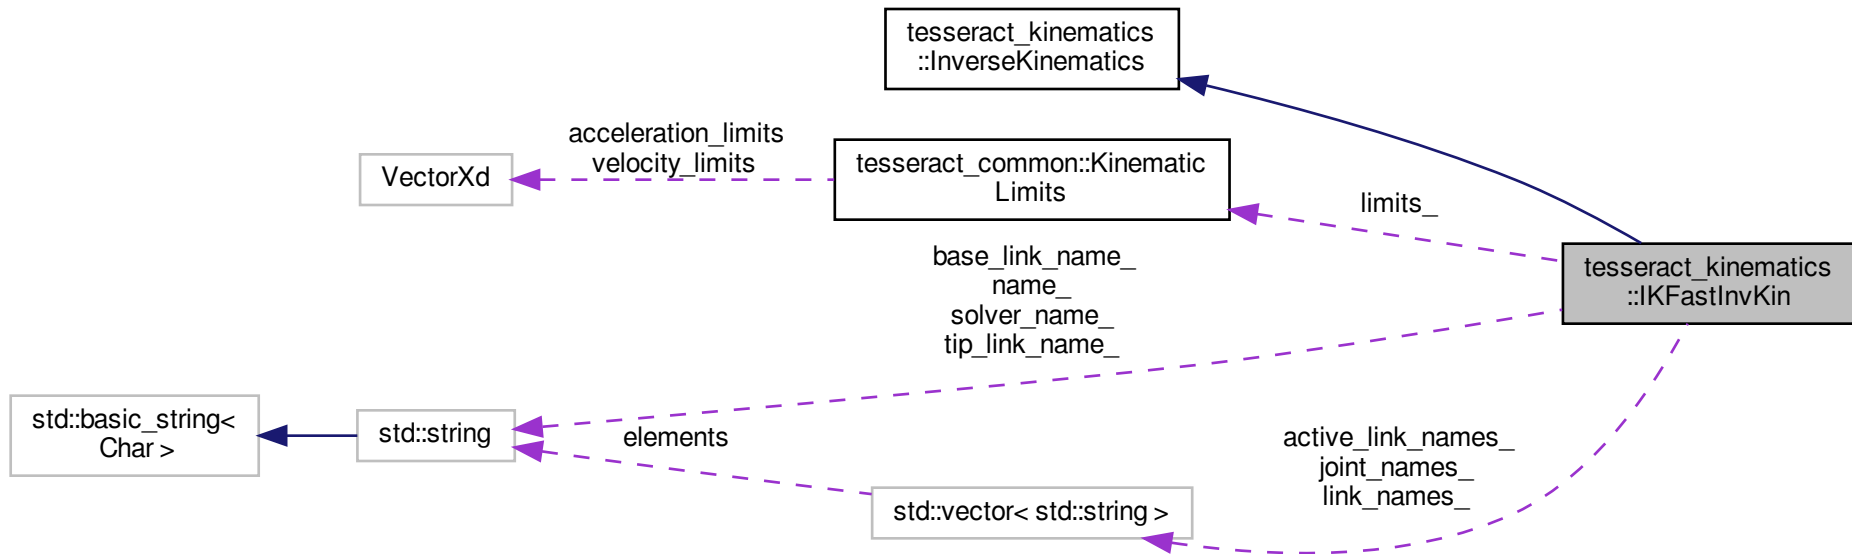 tesseract_kinematics
::InverseKinematics
acceleration_limits
velocity_limits
VectorXd
tesseract_common::Kinematic
Limits
limits_
tesseract_kinematics
::IKFastInvKin
base_link_name_
name_
solver_name_
tip_link_name_
std::basic_string<
Char >
std::string
elements
active_link_names_
joint_names_
link_names_
std::vector< std::string >